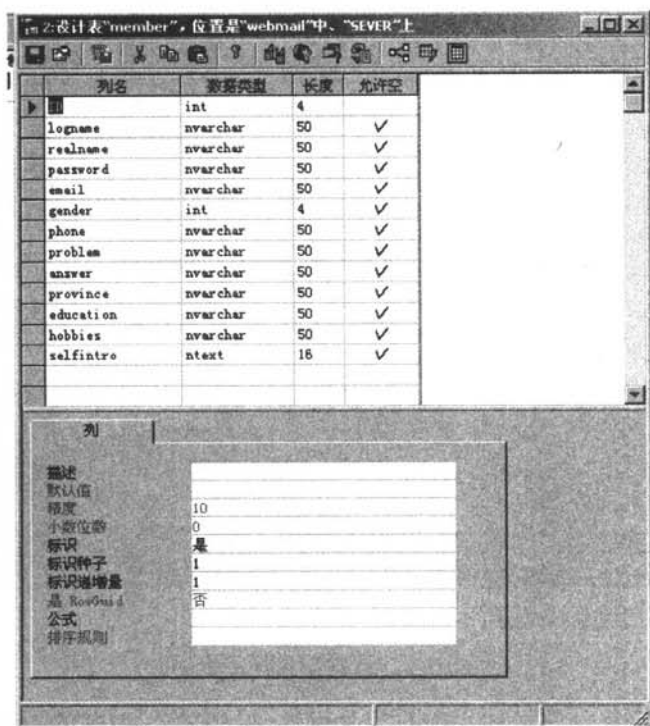 2:设计表"member"，位置是"webmail"中、"SEVER"上
列名 数据类型 长度 允许空
int 4
logname nvarchar 50
realname nvarchar 50
password nvarchar 50
email nvarchar 50
gender int 4
phone nvarchar 50
problem nvarchar 50
answer nvarchar 50
province nvarchar 50
education nvarchar 50
hobbies nvarchar 50
selfintro ntext 16
列
描述
默认值
精度 10
小数位数 0
标识 是
标识种子 1
标识递增量 1
是 RowGuid 否
公式
排序规则